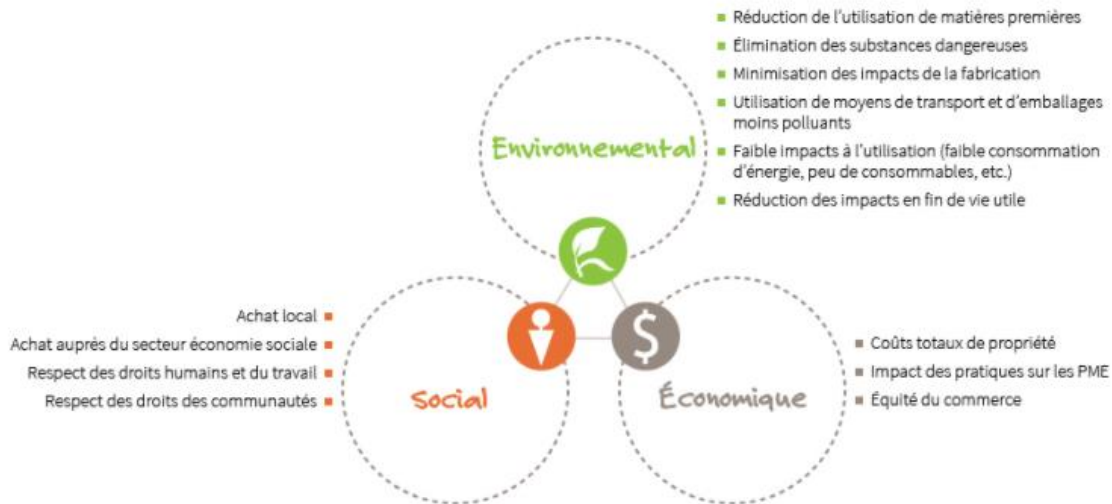 Réduction de l'utilisation de matières premières
Élimination des substances dangereuses
Minimisation des impacts de la fabrication
Utilisation de moyens de transport et d'emballages
moins polluants
Faible impacts à l'utilisation (faible consommation
d'énergie, peu de consommables, etc.)
Réduction des impacts en fin de vie utile
Environnemental
Achat local
Achat auprès du secteur économie sociale
Respect des droits humains et du travail
Respect des droits des communautés
Social
$
Économique
Coûts totaux de propriété
Impact des pratiques sur les PME
Équité du commerce